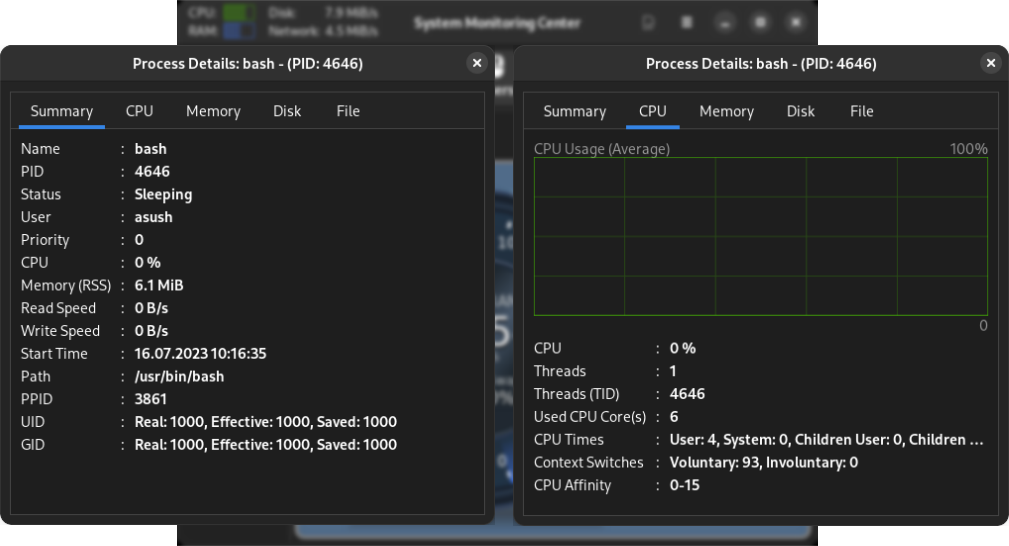 CPU: Disk: 7.9 MiB/s
RAM: Network: 4.5 MiB/s
System Monitoring Center
Process Details: bash - (PID: 4646)
Summary CPU Memory Disk File
Name : bash
PID : 4646
Status : Sleeping
User : asush
Priority : 0
CPU : 0 %
Memory (RSS) : 6.1 MiB
Read Speed : 0 B/s
Write Speed : 0 B/s
Start Time : 16.07.2023 10:16:35
Path : /usr/bin/bash
PPID : 3861
UID : Real: 1000, Effective: 1000, Saved: 1000
GID : Real: 1000, Effective: 1000, Saved: 1000
Process Details: bash - (PID: 4646)
Summary CPU Memory Disk File
CPU Usage (Average) 100%
0
CPU : 0 %
Threads : 1
Threads (TID) : 4646
Used CPU Core(s) : 6
CPU Times : User: 4, System: 0, Children User: 0, Children ...
Context Switches : Voluntary: 93, Involuntary: 0
CPU Affinity : 0-15